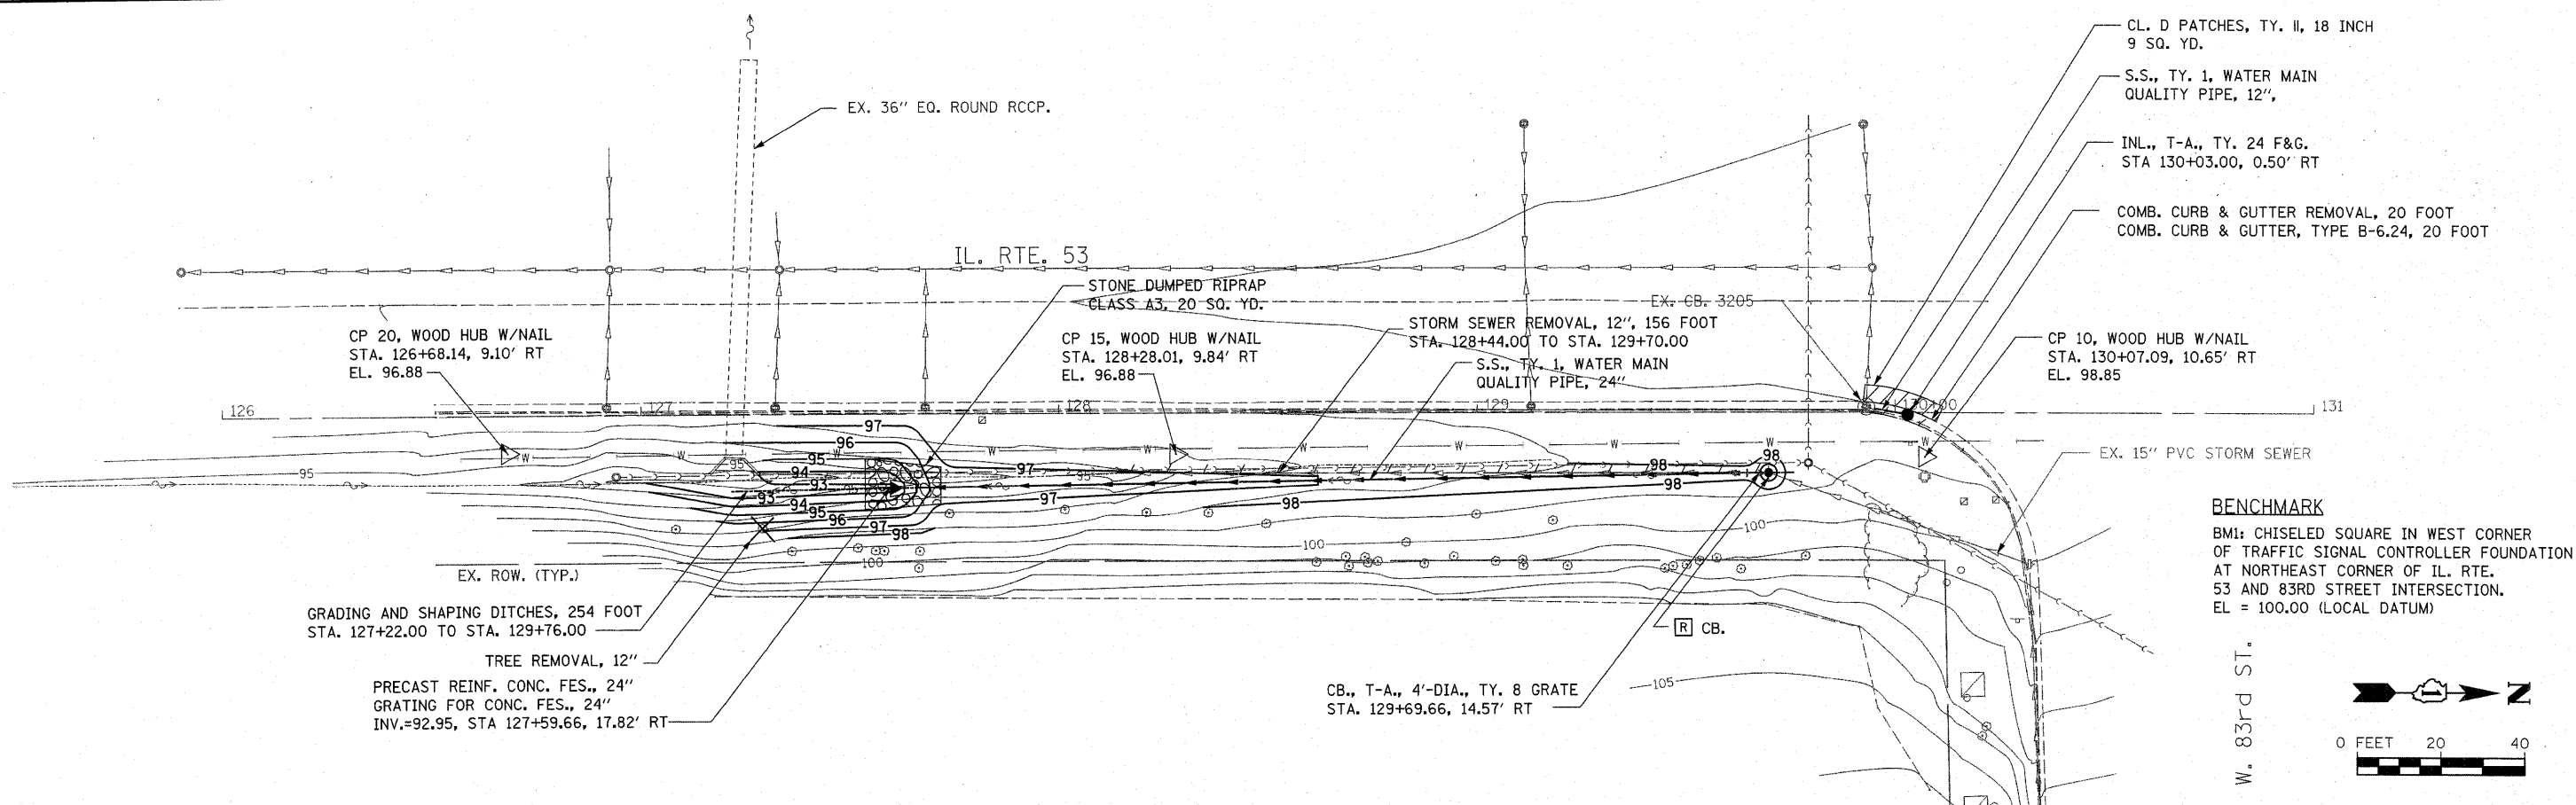 CL. D PATCHES, TY. II, 18 INCH
9 SQ. YD.
S.S., TY. 1, WATER MAIN
QUALITY PIPE, 12",
EX. 36" EQ. ROUND RCCP.
INL., T-A., TY. 24 F&G.
STA 130+03.00, 0.50' RT
COMB. CURB & GUTTER REMOVAL, 20 FOOT
COMB. CURB & GUTTER, TYPE B-6.24, 20 FOOT
IL. RTE. 53
STONE DUMPED RIPRAP
CLASS A3, 20 SQ. YD.
EX. CB. 3205
CP 20, WOOD HUB W/NAIL
STA. 126+68.14, 9.10' RT
EL. 96.88
CP 15, WOOD HUB W/NAIL
STA. 128+28.01, 9.84' RT
EL. 96.88
STORM SEWER REMOVAL, 12", 156 FOOT
STA. 128+44.00 TO STA. 129+70.00
S.S., TY. 1, WATER MAIN
QUALITY PIPE, 24"
CP 10, WOOD HUB W/NAIL
STA. 130+07.09, 10.65' RT
EL. 98.85
126
127
128
129
131
97
96
95
94
93
93
94
95
96
97
98
95
95
95
97
97
98
98
98
98
W W W W W W W W
EX. 15" PVC STORM SEWER
100
100
100
105
BENCHMARK
BM1: CHISELED SQUARE IN WEST CORNER
OF TRAFFIC SIGNAL CONTROLLER FOUNDATION
AT NORTHEAST CORNER OF IL. RTE.
53 AND 83RD STREET INTERSECTION.
EL = 100.00 (LOCAL DATUM)
EX. ROW. (TYP.)
GRADING AND SHAPING DITCHES, 254 FOOT
STA. 127+22.00 TO STA. 129+76.00
TREE REMOVAL, 12"
PRECAST REINF. CONC. FES., 24"
GRATING FOR CONC. FES., 24"
INV.=92.95, STA 127+59.66, 17.82' RT
R CB.
CB., T-A., 4'-DIA., TY. 8 GRATE
STA. 129+69.66, 14.57' RT
W. 83rd ST.
N
0 FEET 20 40